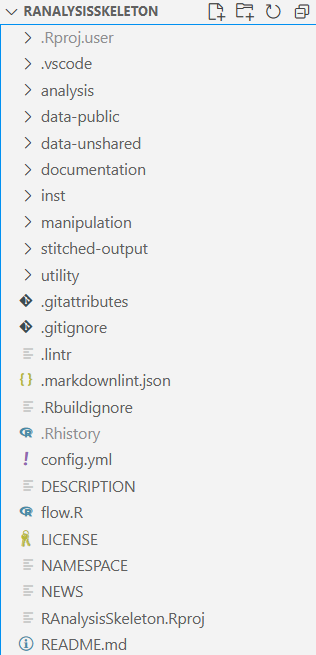 RANALYSISSKELETON
.Rproj.user
.vscode
analysis
data-public
data-unshared
documentation
inst
manipulation
stitched-output
utility
.gitattributes
.gitignore
.lintr
.markdownlint.json
.Rbuildignore
.Rhistory
config.yml
DESCRIPTION
flow.R
LICENSE
NAMESPACE
NEWS
RAnalysisSkeleton.Rproj
README.md